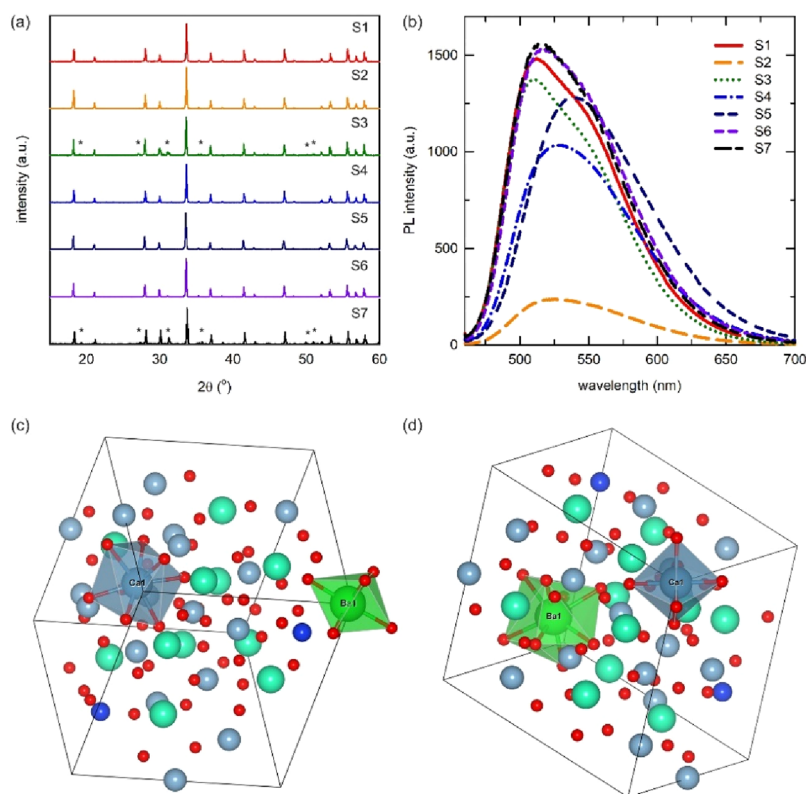 (a)
S1
S2
S3
* * * * * *
S4
S5
S6
S7
* * * * * *
intensity (a.u.)
20 30 40 50 60
2θ (°)
(b)
1500
1000
500
0
PL intensity (a.u.)
500 550 600 650 700
wavelength (nm)
S1
S2
S3
S4
S5
S6
S7
(c)
Ca1
Ba1
(d)
Ba1
Ca1